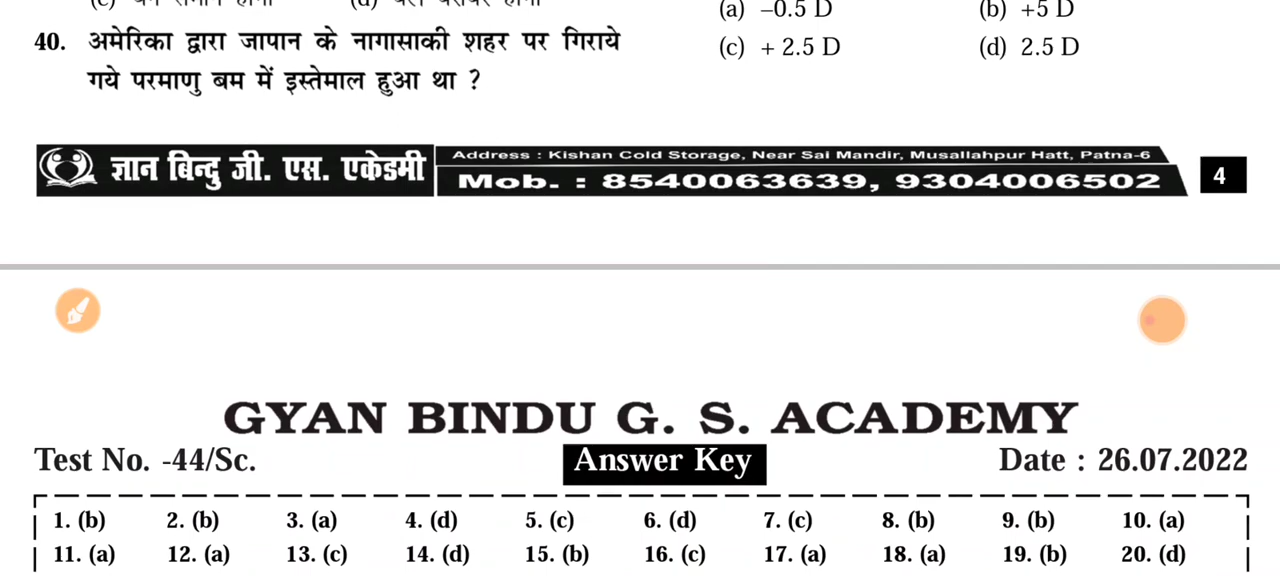 (a) –0.5 D (b) +5 D
40. अमेरिका द्वारा जापान के नागासाकी शहर पर गिराये
गये परमाणु बम में इस्तेमाल हुआ था ?
(c) + 2.5 D (d) 2.5 D
ज्ञान बिन्दु जी. एस. एकेडमी
Address : Kishan Cold Storage, Near Sai Mandir, Musallahpur Hatt, Patna-6
Mob. : 8540063639, 9304006502
4
GYAN BINDU G. S. ACADEMY
Test No. -44/Sc. Answer Key Date : 26.07.2022
1. (b) 2. (b) 3. (a) 4. (d) 5. (c) 6. (d) 7. (c) 8. (b) 9. (b) 10. (a)
11. (a) 12. (a) 13. (c) 14. (d) 15. (b) 16. (c) 17. (a) 18. (a) 19. (b) 20. (d)